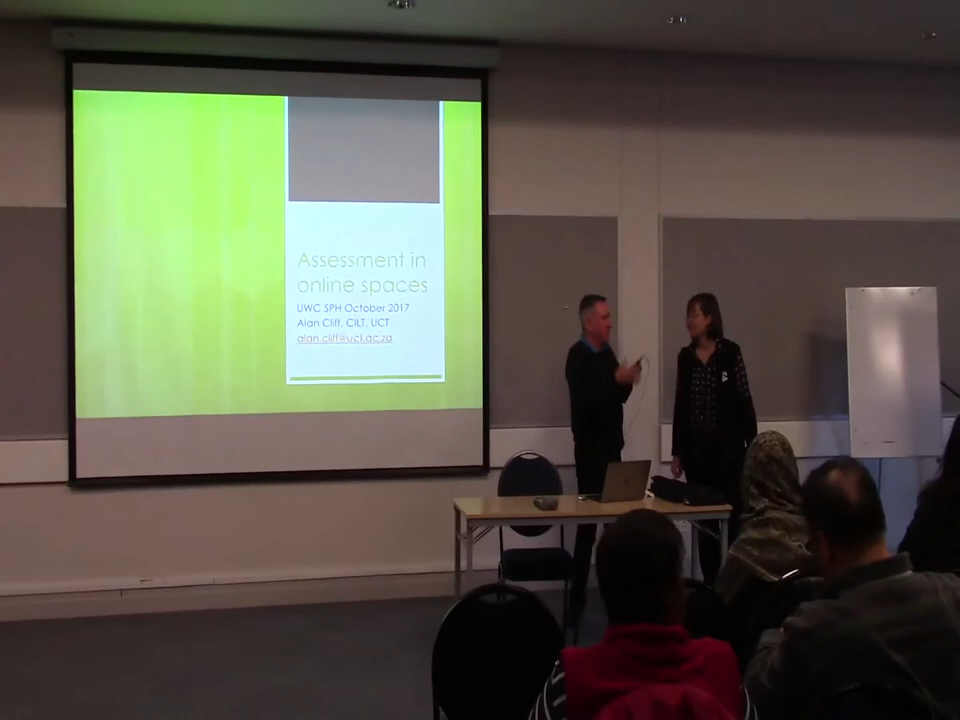 Assessment in
online spaces
UWC SPH October 2017
Alan Cliff, CILT, UCT
alan.cliff@uct.ac.za